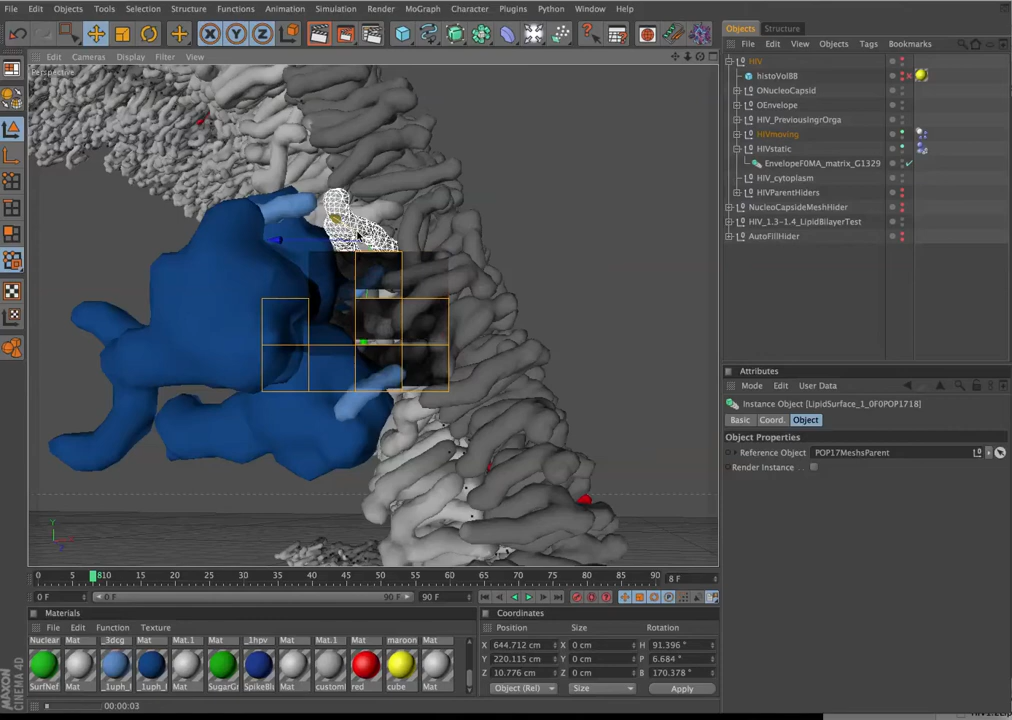 File Edit Objects Tools Selection Structure Functions Animation Simulation Render MoGraph Character Plugins Python Window Help
Objects Structure
File Edit View Objects Tags Bookmarks
Edit Cameras Display Filter View
Perspective
HIV
histoVol8B
ONucleoCapsid
OEnvelope
HIV_PreviousingrOrga
HIVmoving
HIVstatic
EnvelopeF0MA_matrix_G1329
HIV_cytoplasm
HIVParentHiders
NucleoCapsideMeshHider
HIV_1.3-1.4_LipidBilayerTest
AutoFillHider
Attributes
Mode Edit User Data
Instance Object [LipidSurface_1_0F0POP1718]
Basic Coord. Object
Object Properties
Reference Object POP17MeshsParent
Render Instance
Y
Z
0 5 810 15 20 25 30 35 40 45 50 55 60 65 70 75 80 85 90 8 F
0 F 0 F 90 F 90 F
Materials
File Edit Function Texture
Nuclear Mat _3dcg Mat Mat.1 _1hpv Mat Mat.1 Mat maroon Mat
SurfNef Mat _1uph_l _1uph_l Mat SugarG SpikeBl Mat custom red cube Mat
Coordinates
Position Size Rotation
X 644.712 cm X 0 cm H 91.396 °
Y 220.115 cm Y 0 cm P 6.684 °
Z 10.776 cm Z 0 cm B 170.378 °
Object (Rel) Size Apply
MAXON
CINEMA 4D
00:00:03